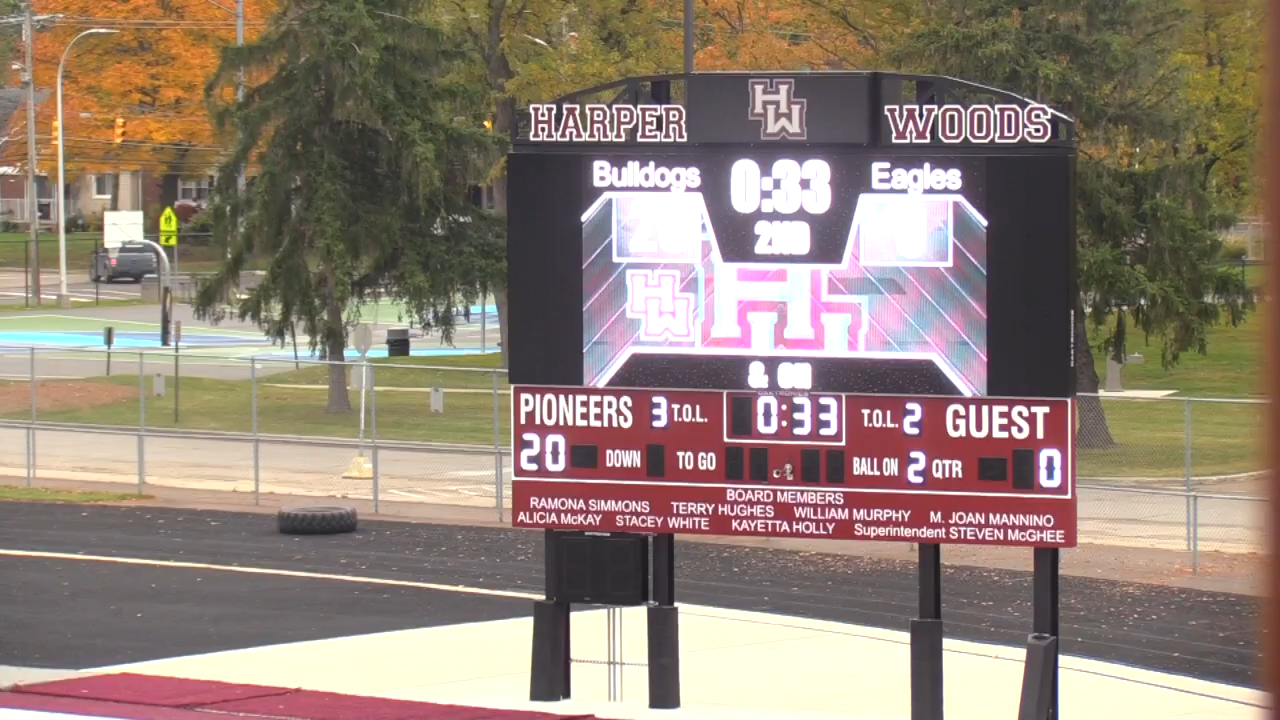 HARPER HW WOODS
Bulldogs 0:33 Eagles
2ND
HW
& ON
DAKTRONICS
PIONEERS 3 T.O.L. 0:33 T.O.L. 2 GUEST
20 DOWN TO GO BALL ON 2 QTR 0
BOARD MEMBERS
RAMONA SIMMONS TERRY HUGHES WILLIAM MURPHY M. JOAN MANNINO
ALICIA McKAY STACEY WHITE KAYETTA HOLLY Superintendent STEVEN McGHEE